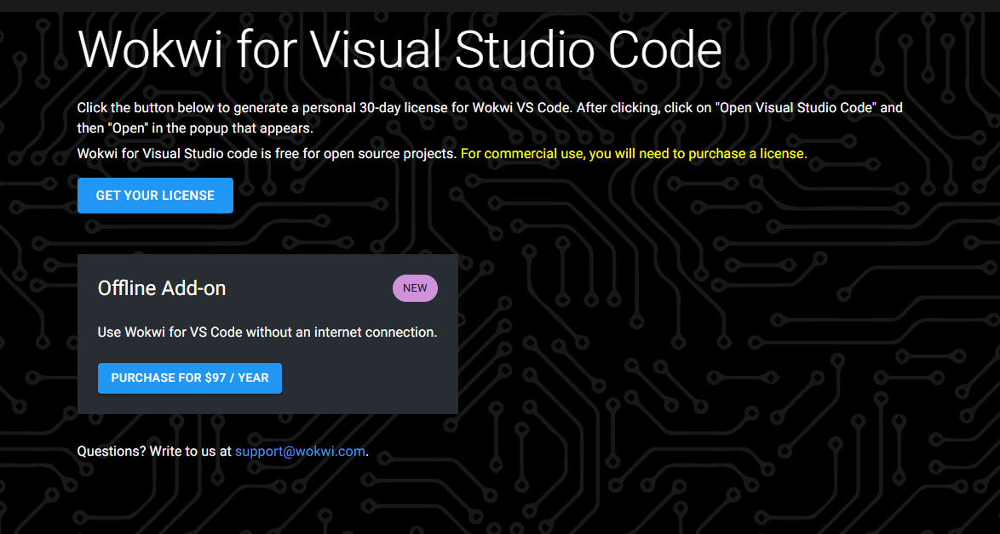 Wokwi for Visual Studio Code
Click the button below to generate a personal 30-day license for Wokwi VS Code. After clicking, click on "Open Visual Studio Code" and
then "Open" in the popup that appears.
Wokwi for Visual Studio code is free for open source projects. For commercial use, you will need to purchase a license.
GET YOUR LICENSE
Offline Add-on
NEW
Use Wokwi for VS Code without an internet connection.
PURCHASE FOR $97 / YEAR
Questions? Write to us at support@wokwi.com.